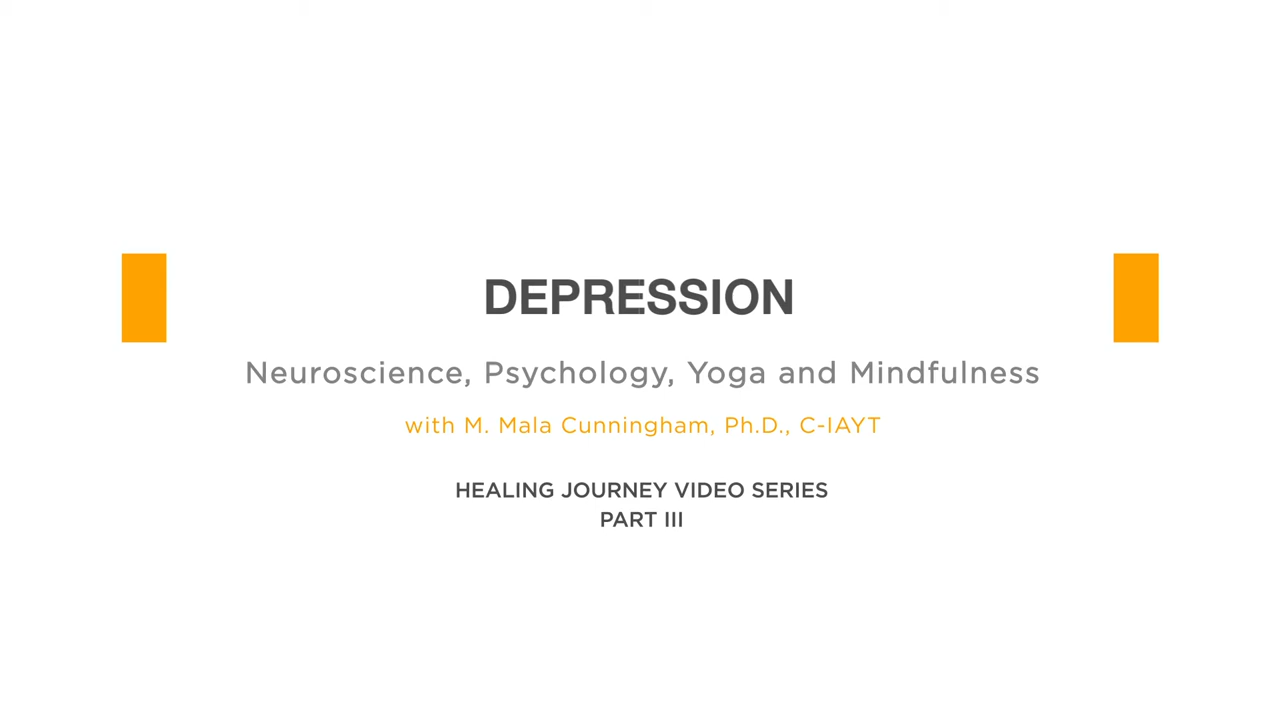 DEPRESSION
Neuroscience, Psychology, Yoga and Mindfulness
with M. Mala Cunningham, Ph.D., C-IAYT
HEALING JOURNEY VIDEO SERIES
PART III